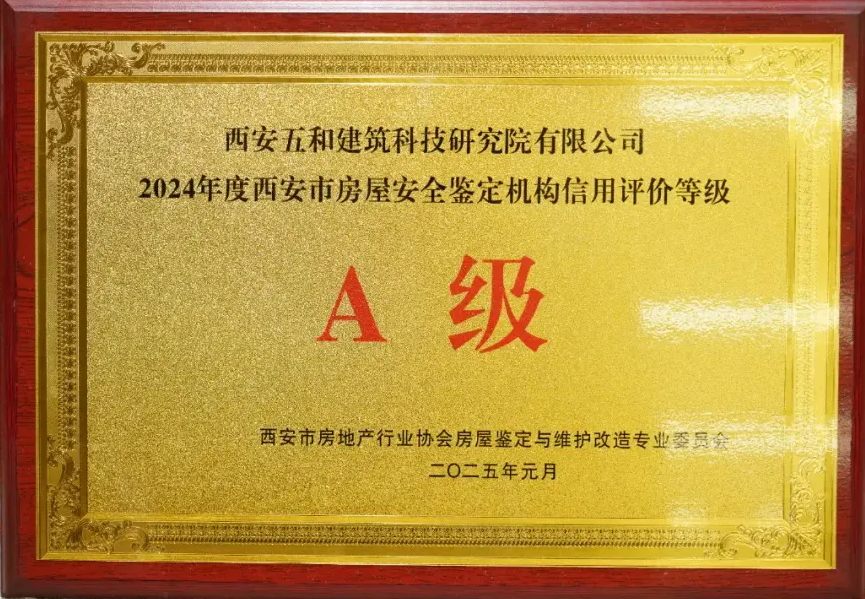 西安五和建筑科技研究院有限公司
2024年度西安市房屋安全鉴定机构信用评价等级
A 级
西安市房地产行业协会房屋鉴定与维护改造专业委员会
二〇二五年元月